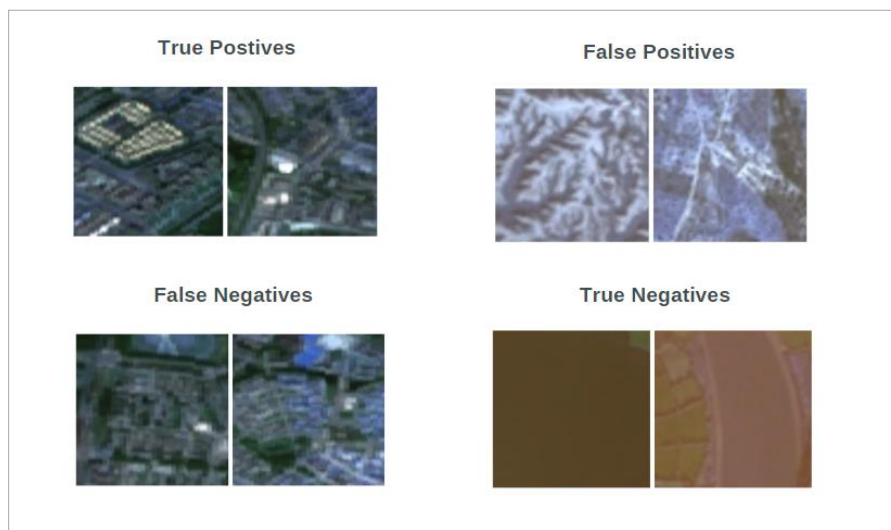 True Postives
False Positives
False Negatives
True Negatives